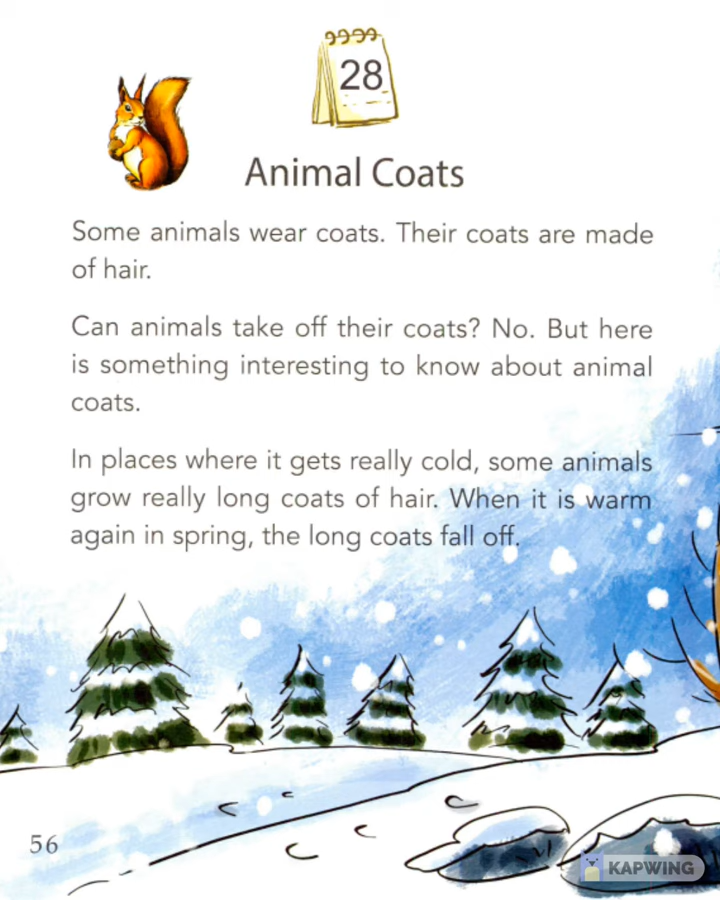 28
Animal Coats
Some animals wear coats. Their coats are made
of hair.
Can animals take off their coats? No. But here
is something interesting to know about animal
coats.
In places where it gets really cold, some animals
grow really long coats of hair. When it is warm
again in spring, the long coats fall off.
56
KAPWING